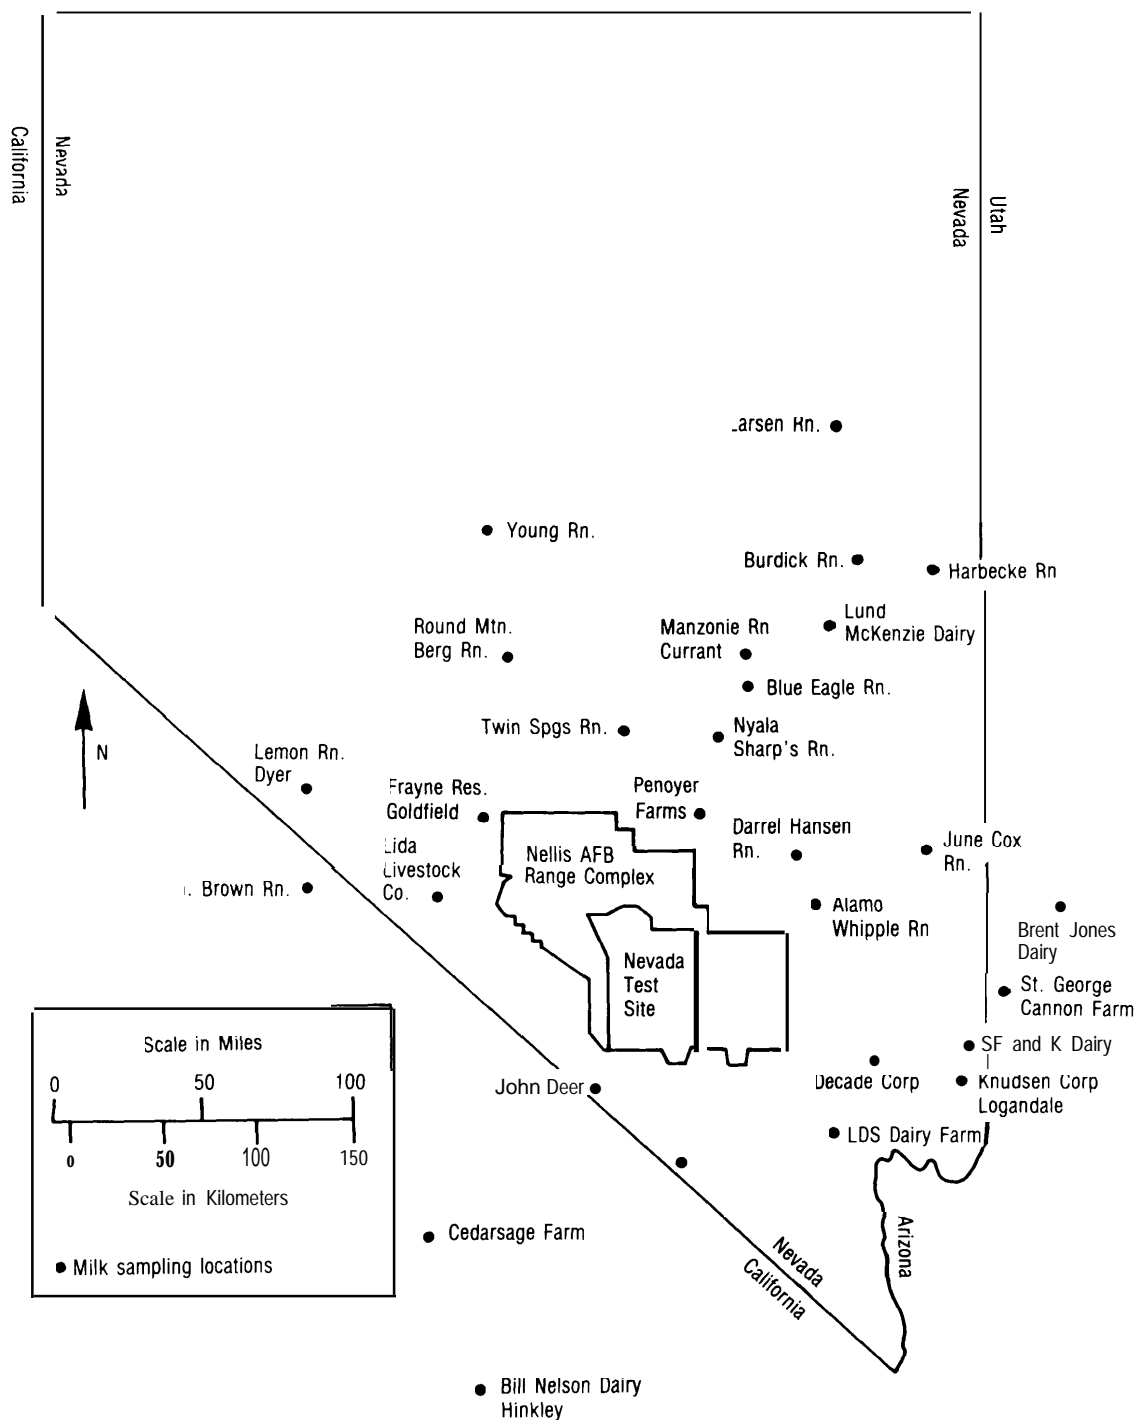 California
Nevada
Nevada
Utah
arsen Rn.
Young Rn.
Burdick Rn.
Harbecke Rn
Lund
McKenzie Dairy
Round Mtn.
Berg Rn.
Manzonie Rn
Currant
Blue Eagle Rn.
Twin Spgs Rn.
Nyala
Sharp's Rn.
N
Lemon Rn.
Dyer
Frayne Res.
Goldfield
Penoyer
Farms
Darrel Hansen
Rn.
June Cox
Rn.
Lida
Livestock
Co.
Nellis AFB
Range Complex
. Brown Rn.
Alamo
Whipple Rn
Brent Jones
Dairy
Nevada
Test
Site
St. George
Cannon Farm
SF and K Dairy
Decade Corp
Knudsen Corp
Logandale
John Deer
LDS Dairy Farm
Scale in Miles
0 50 100
0 50 100 150
Scale in Kilometers
Milk sampling locations
Cedarsage Farm
Nevada
California
Arizona
Bill Nelson Dairy
Hinkley